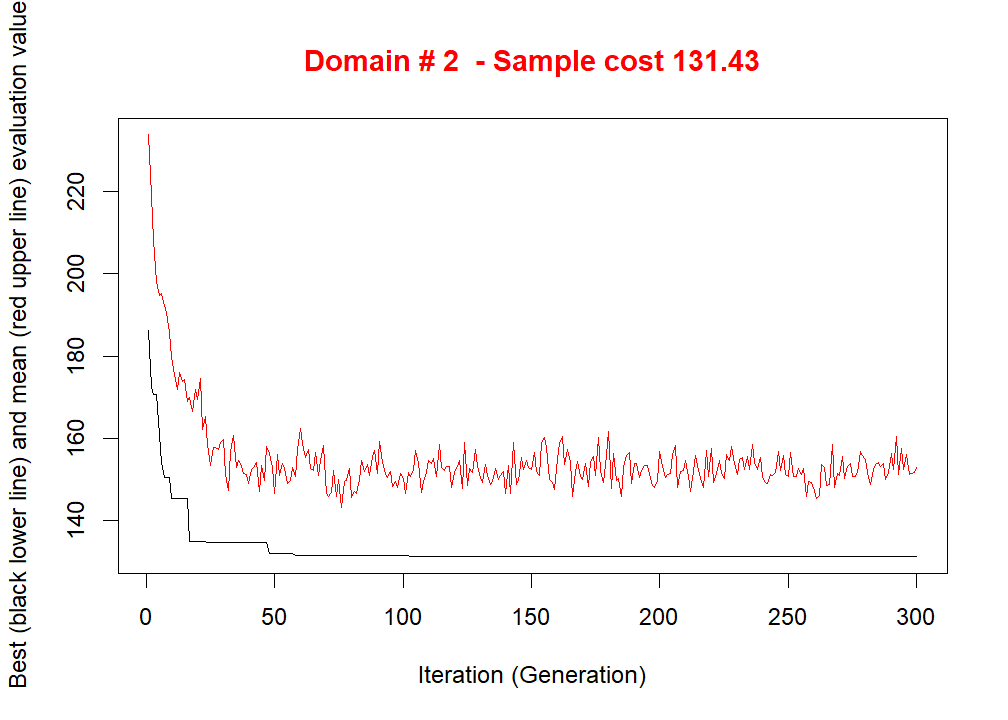 Domain # 2  - Sample cost 131.43
Best (black lower line) and mean (red upper line) evaluation value
220
200
180
160
140
0 50 100 150 200 250 300
Iteration (Generation)